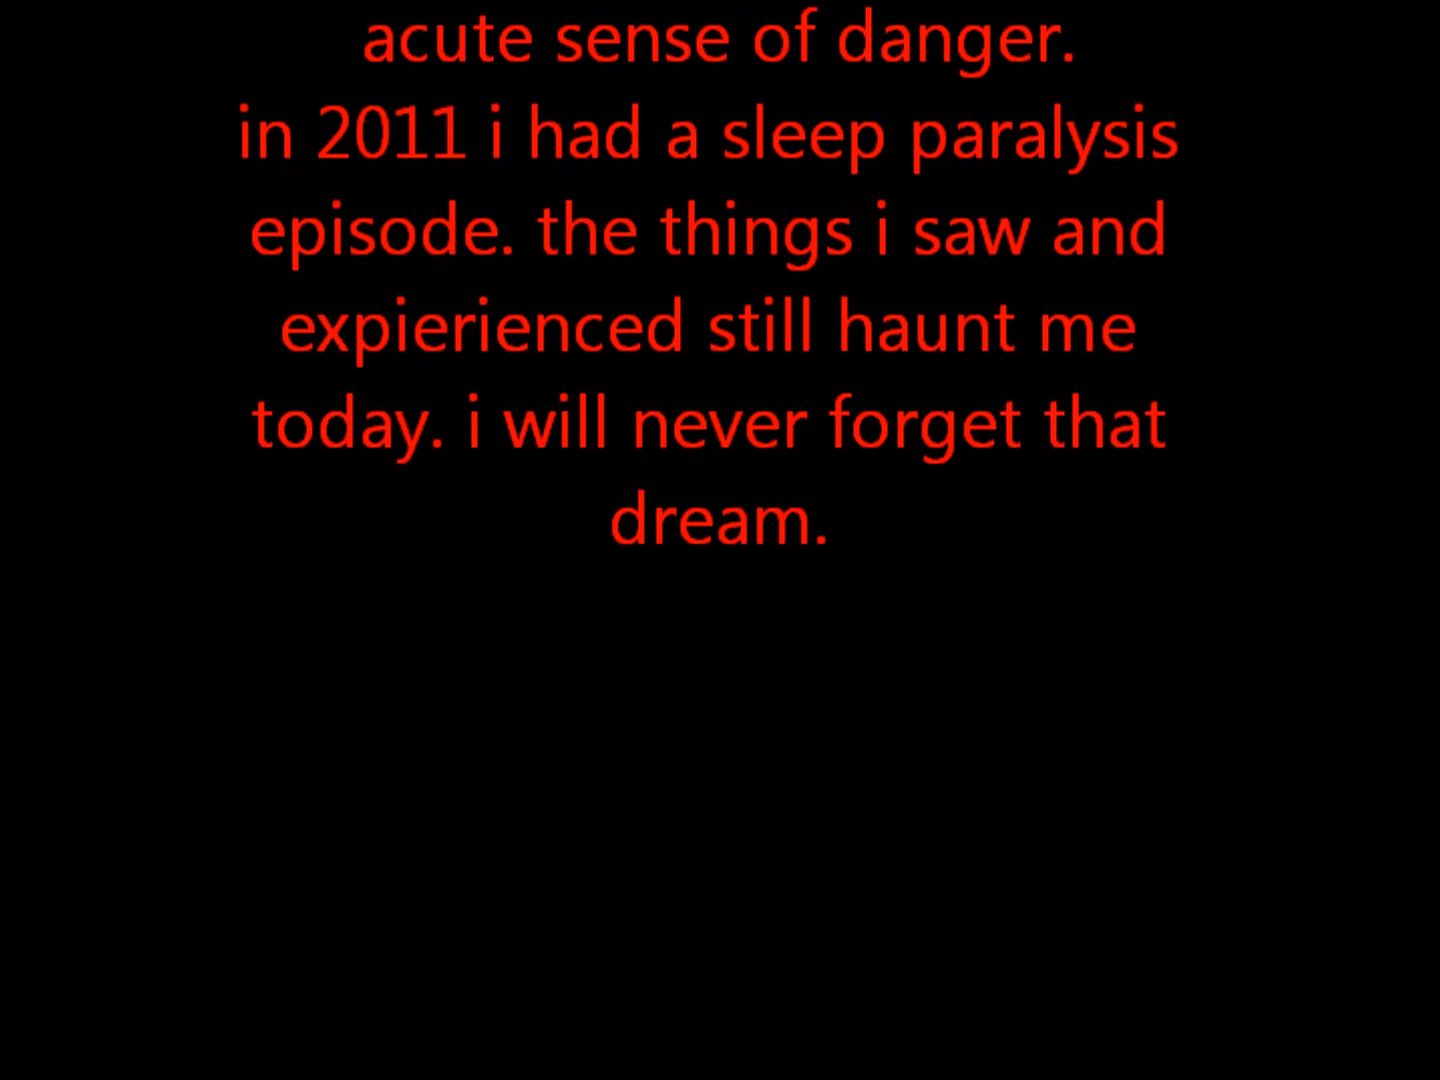 acute sense of danger.
in 2011 i had a sleep paralysis
episode. the things i saw and
expierienced still haunt me
today. i will never forget that
dream.